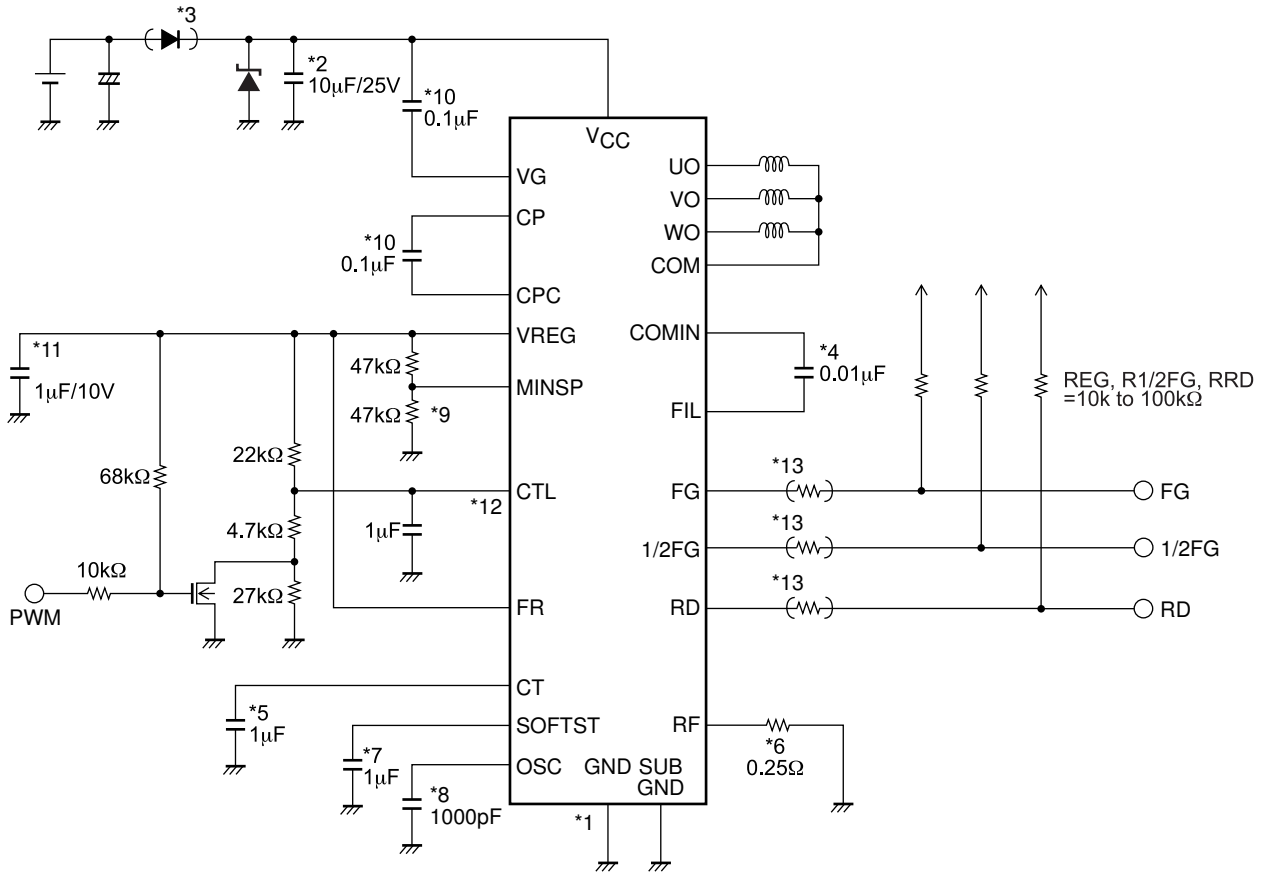 *3
*2
10μF/25V
*10
0.1μF
VCC
VG
CP
*10
0.1μF
CPC
VREG
*11
1μF/10V
47kΩ
MINSP
47kΩ *9
22kΩ
68kΩ
*12
CTL
4.7kΩ
1μF
10kΩ
PWM
27kΩ
FR
CT
*5
1μF
SOFTST
*7
1μF
OSC
*8
1000pF
GND
SUB
GND
*1
UO
VO
WO
COM
COMIN
*4
0.01μF
FIL
REG, R1/2FG, RRD
=10k to 100kΩ
FG
*13
FG
1/2FG
*13
1/2FG
RD
*13
RD
RF
*6
0.25Ω